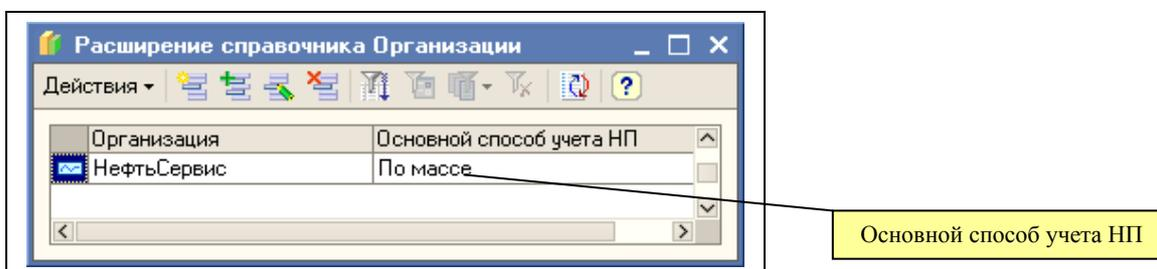 Расширение справочника Организации
Действия
Организация Основной способ учета НП
НефтьСервис По массе
Основной способ учета НП